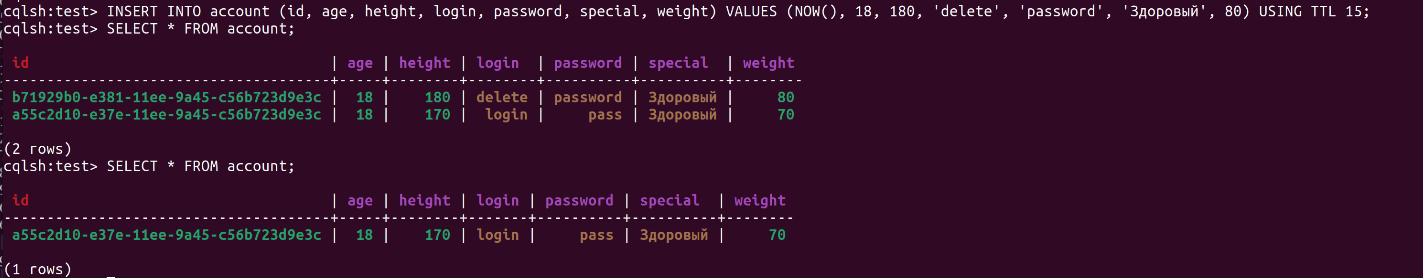 cqlsh:test> INSERT INTO account (id, age, height, login, password, special, weight) VALUES (NOW(), 18, 180, 'delete', 'password', 'Здоровый', 80) USING TTL 15;
cqlsh:test> SELECT * FROM account;
id | age | height | login | password | special | weight
--------------------------------------+-----+--------+--------+----------+----------+--------
b71929b0-e381-11ee-9a45-c56b723d9e3c | 18 | 180 | delete | password | Здоровый | 80
a55c2d10-e37e-11ee-9a45-c56b723d9e3c | 18 | 170 | login | pass | Здоровый | 70
(2 rows)
cqlsh:test> SELECT * FROM account;
id | age | height | login | password | special | weight
--------------------------------------+-----+--------+-------+----------+----------+--------
a55c2d10-e37e-11ee-9a45-c56b723d9e3c | 18 | 170 | login | pass | Здоровый | 70
(1 rows)